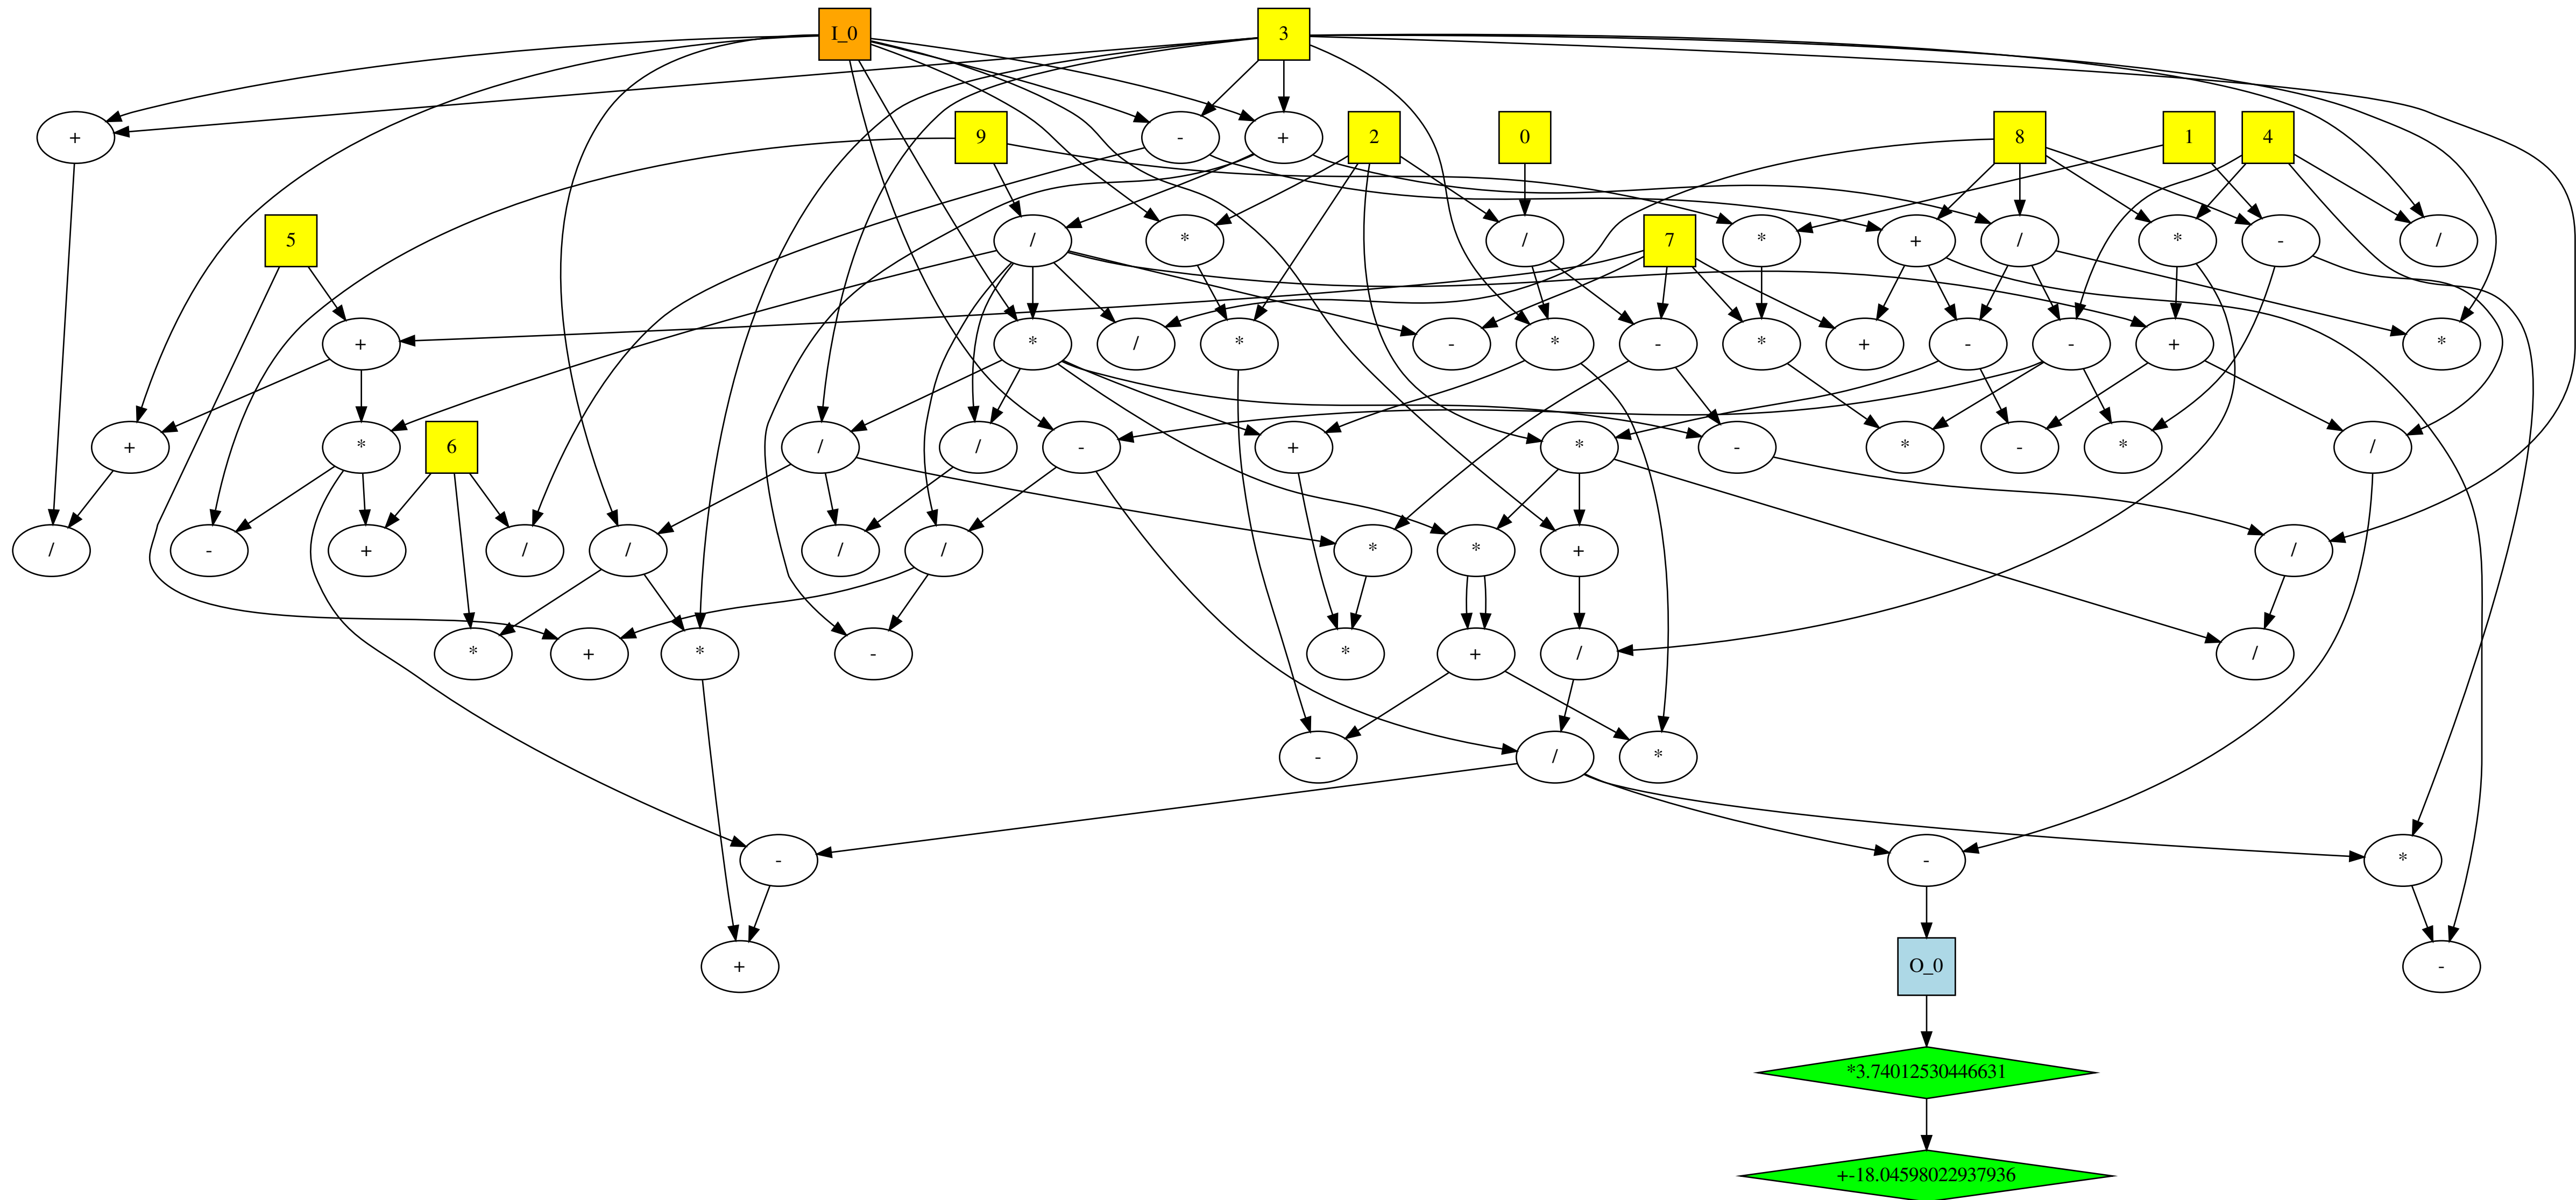 I_0 3
+ 9 - + 2 0 8 1 4
5 / * / 7 * + / * - /
+ * / * - * - * + - - + *
+ * 6 / / - + * - * - * /
/ - + / / / / * * + /
* + * - * + / /
- / *
- - *
+ O_0 -
*3.74012530446631
+-18.04598022937936